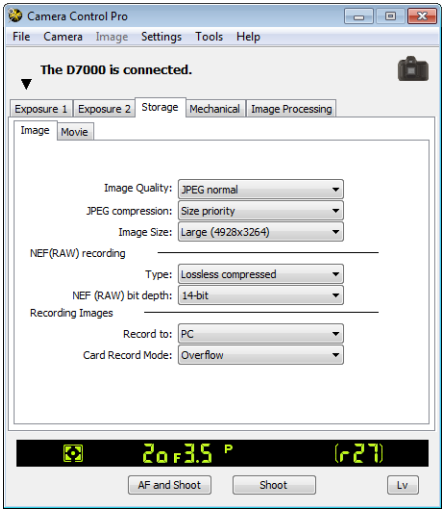 Camera Control Pro
File Camera Image Settings Tools Help
The D7000 is connected.
Exposure 1 Exposure 2 Storage Mechanical Image Processing
Image Movie
Image Quality: JPEG normal
JPEG compression: Size priority
Image Size: Large (4928x3264)
NEF(RAW) recording
Type: Lossless compressed
NEF (RAW) bit depth: 14-bit
Recording Images
Record to: PC
Card Record Mode: Overflow
20 F3.5 P (r27)
AF and Shoot Shoot Lv